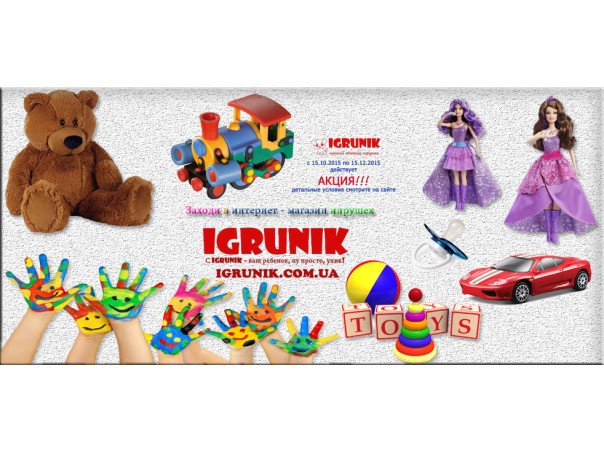 IGRUNIK
с 15.10.2015 по 15.12.2015
действует
АКЦИЯ!!!
детальные условия смотрите на сайте
Заходи в интернет - магазин игрушек
IGRUNIK
С IGRUNIK - ваш ребенок, ну просто, уник!
IGRUNIK.COM.UA
TOYS